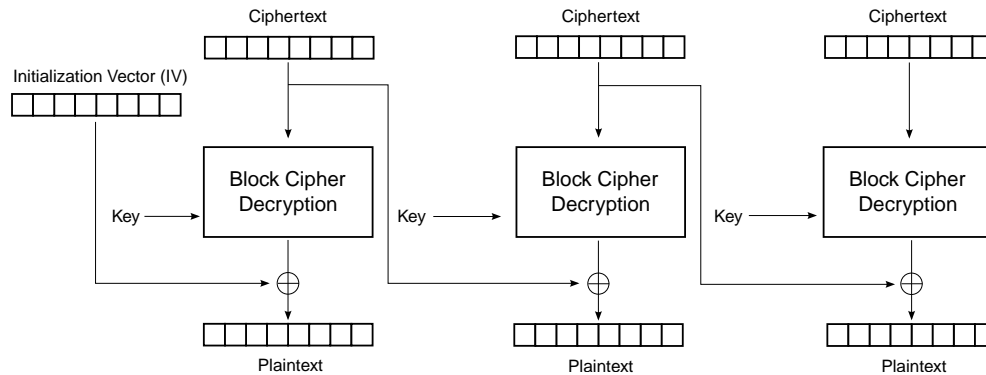 Ciphertext
Ciphertext
Ciphertext
Initialization Vector (IV)
Block Cipher
Decryption
Block Cipher
Decryption
Block Cipher
Decryption
Key
Key
Key
Plaintext
Plaintext
Plaintext